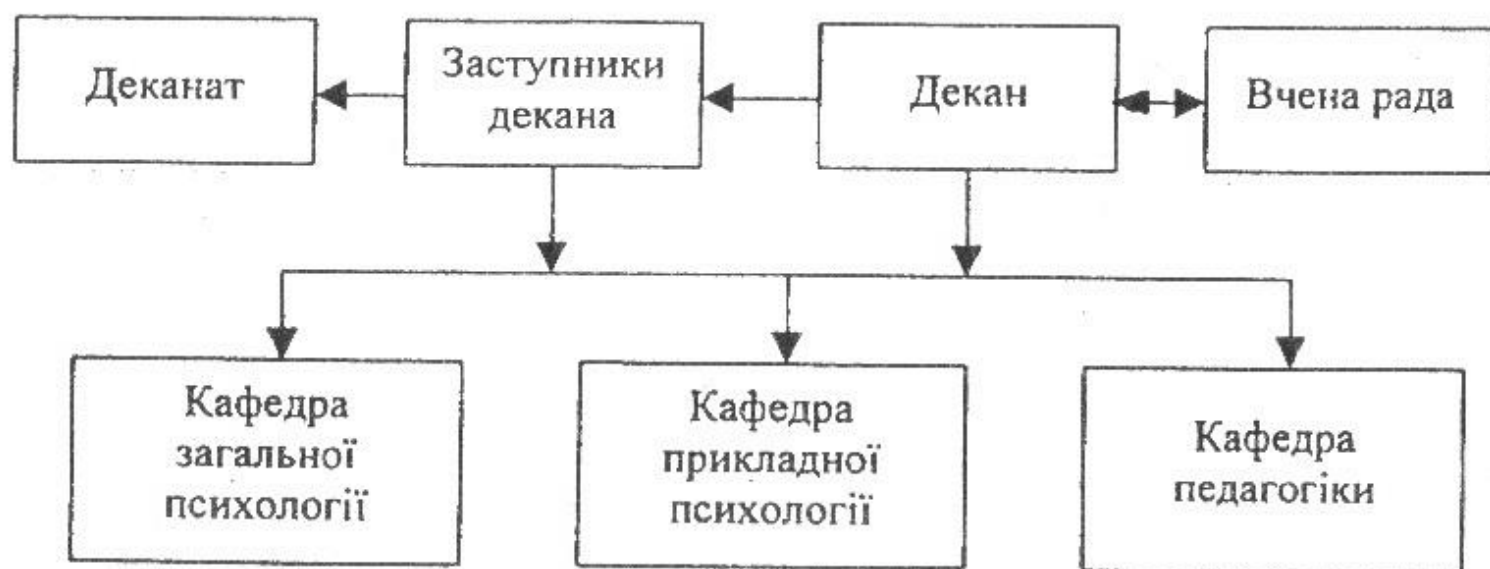 Деканат
Заступники
декана
Декан
Вчена рада
Кафедра
загальної
психології
Кафедра
прикладної
психології
Кафедра
педагогіки